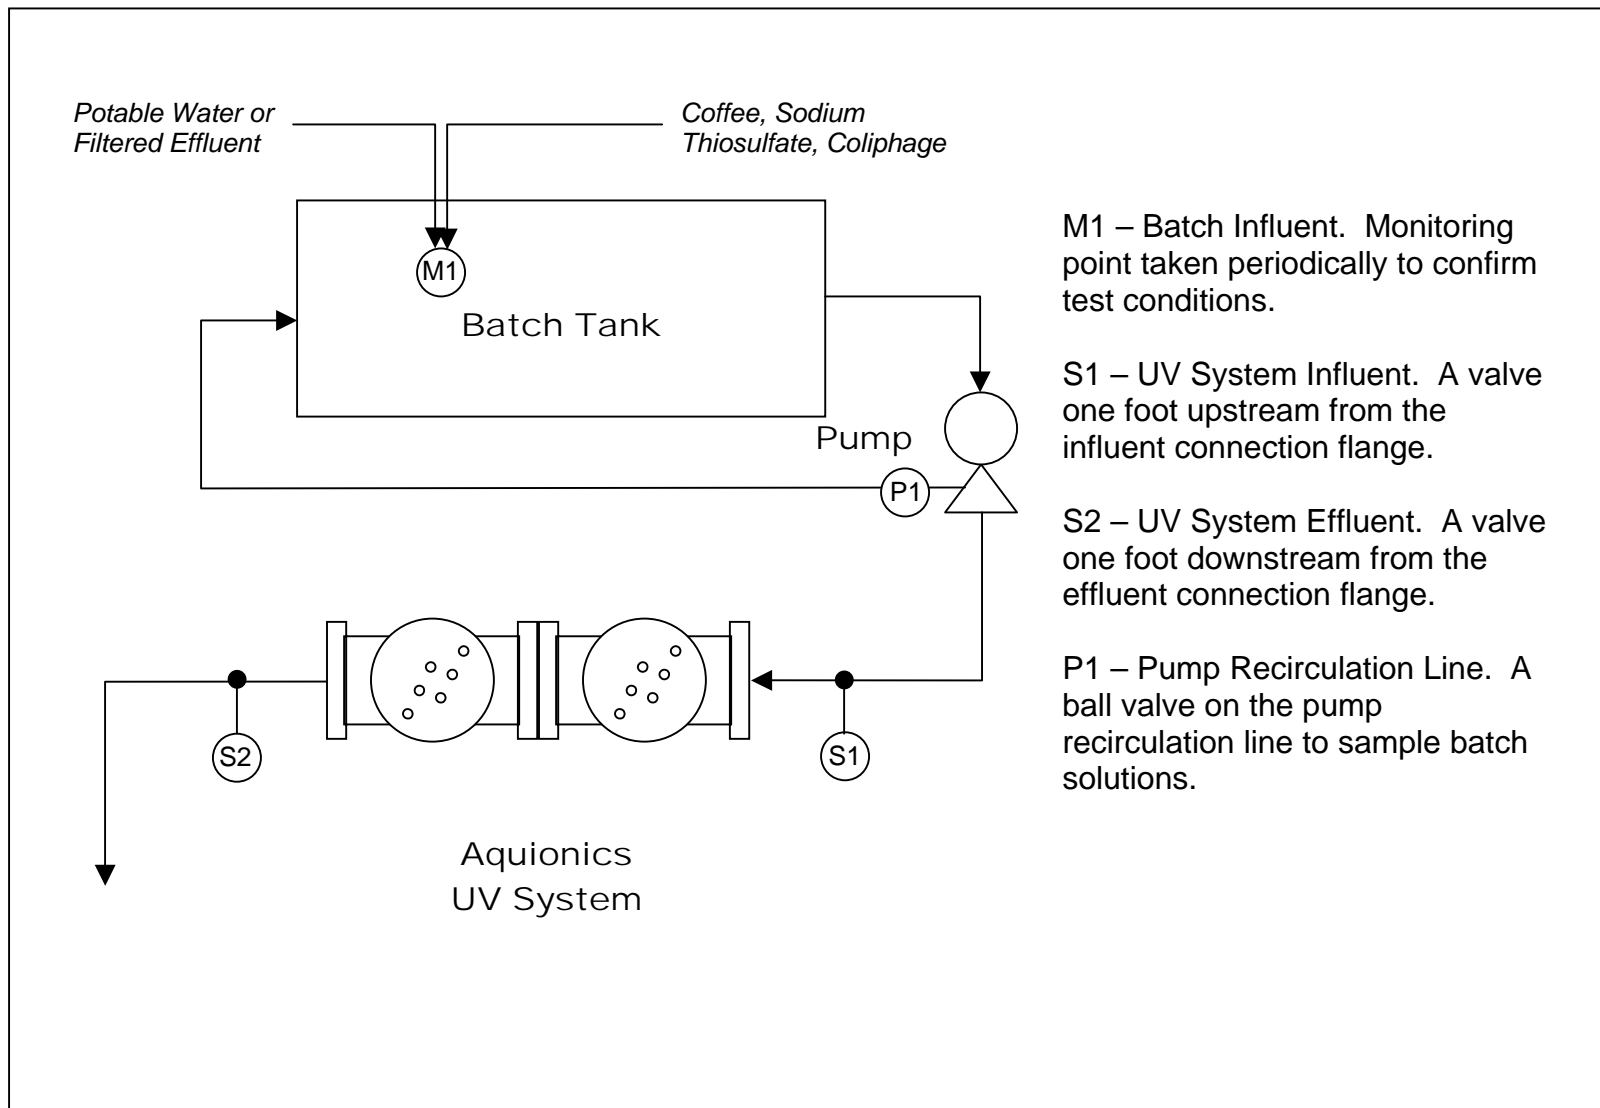 Potable Water or
Filtered Effluent
Coffee, Sodium
Thiosulfate, Coliphage
M1
Batch Tank
Pump
P1
S2
S1
Aquionics
UV System
M1 – Batch Influent.  Monitoring
point taken periodically to confirm
test conditions.
S1 – UV System Influent.  A valve
one foot upstream from the
influent connection flange.
S2 – UV System Effluent.  A valve
one foot downstream from the
effluent connection flange.
P1 – Pump Recirculation Line.  A
ball valve on the pump
recirculation line to sample batch
solutions.